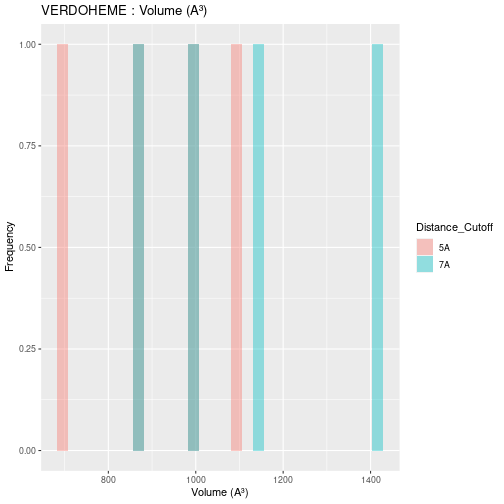 VERDOHEME : Volume (A³)
1.00
0.75
0.50
0.25
0.00
Frequency
800
1000
1200
1400
Volume (A³)
Distance_Cutoff
5A
7A